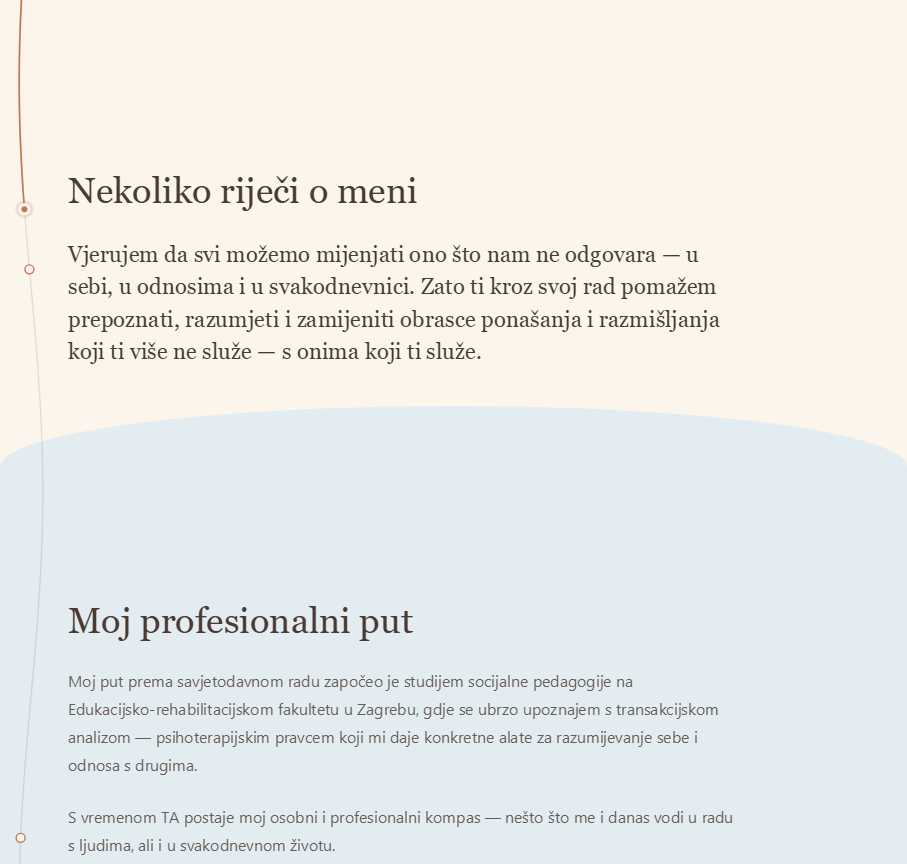 Nekoliko riječi o meni
Vjerujem da svi možemo mijenjati ono što nam ne odgovara — u
sebi, u odnosima i u svakodnevnici. Zato ti kroz svoj rad pomažem
prepoznati, razumjeti i zamijeniti obrasce ponašanja i razmišljanja
koji ti više ne služe — s onima koji ti služe.
Moj profesionalni put
Moj put prema savjetodavnom radu započeo je studijem socijalne pedagogije na
Edukacijsko-rehabilitacijskom fakultetu u Zagrebu, gdje se ubrzo upoznajem s transakcijskom
analizom — psihoterapijskim pravcem koji mi daje konkretne alate za razumijevanje sebe i
odnosa s drugima.
S vremenom TA postaje moj osobni i profesionalni kompas — nešto što me i danas vodi u radu
s ljudima, ali i u svakodnevnom životu.